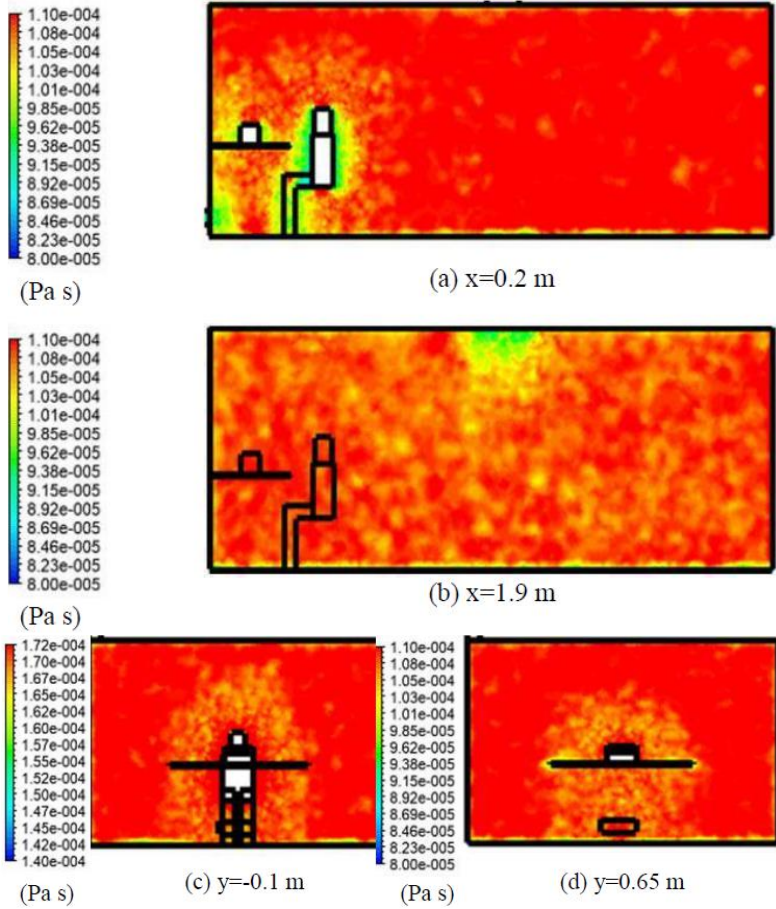 1.10e-004
1.06e-004
1.05e-004
1.03e-004
1.01e-004
9.85e-005
9.62e-005
9.38e-005
9.15e-005
8.92e-005
8.69e-005
8.46e-005
8.23e-005
8.00e-005
(Pa s)
(a) x=0.2 m
1.10e-004
1.08e-004
1.05e-004
1.03e-004
1.01e-004
9.85e-005
9.62e-005
9.38e-005
9.15e-005
8.92e-005
8.69e-005
8.46e-005
8.23e-005
8.00e-005
(Pa s)
(b) x=1.9 m
1.72e-004
1.70e-004
1.67e-004
1.65e-004
1.62e-004
1.60e-004
1.57e-004
1.55e-004
1.52e-004
1.50e-004
1.47e-004
1.45e-004
1.42e-004
1.40e-004
(Pa s)
(c) y=-0.1 m
1.10e-004
1.06e-004
1.05e-004
1.03e-004
1.01e-004
9.85e-005
9.62e-005
9.38e-005
9.15e-005
8.92e-005
8.69e-005
8.46e-005
8.23e-005
8.00e-005
(Pa s)
(d) y=0.65 m